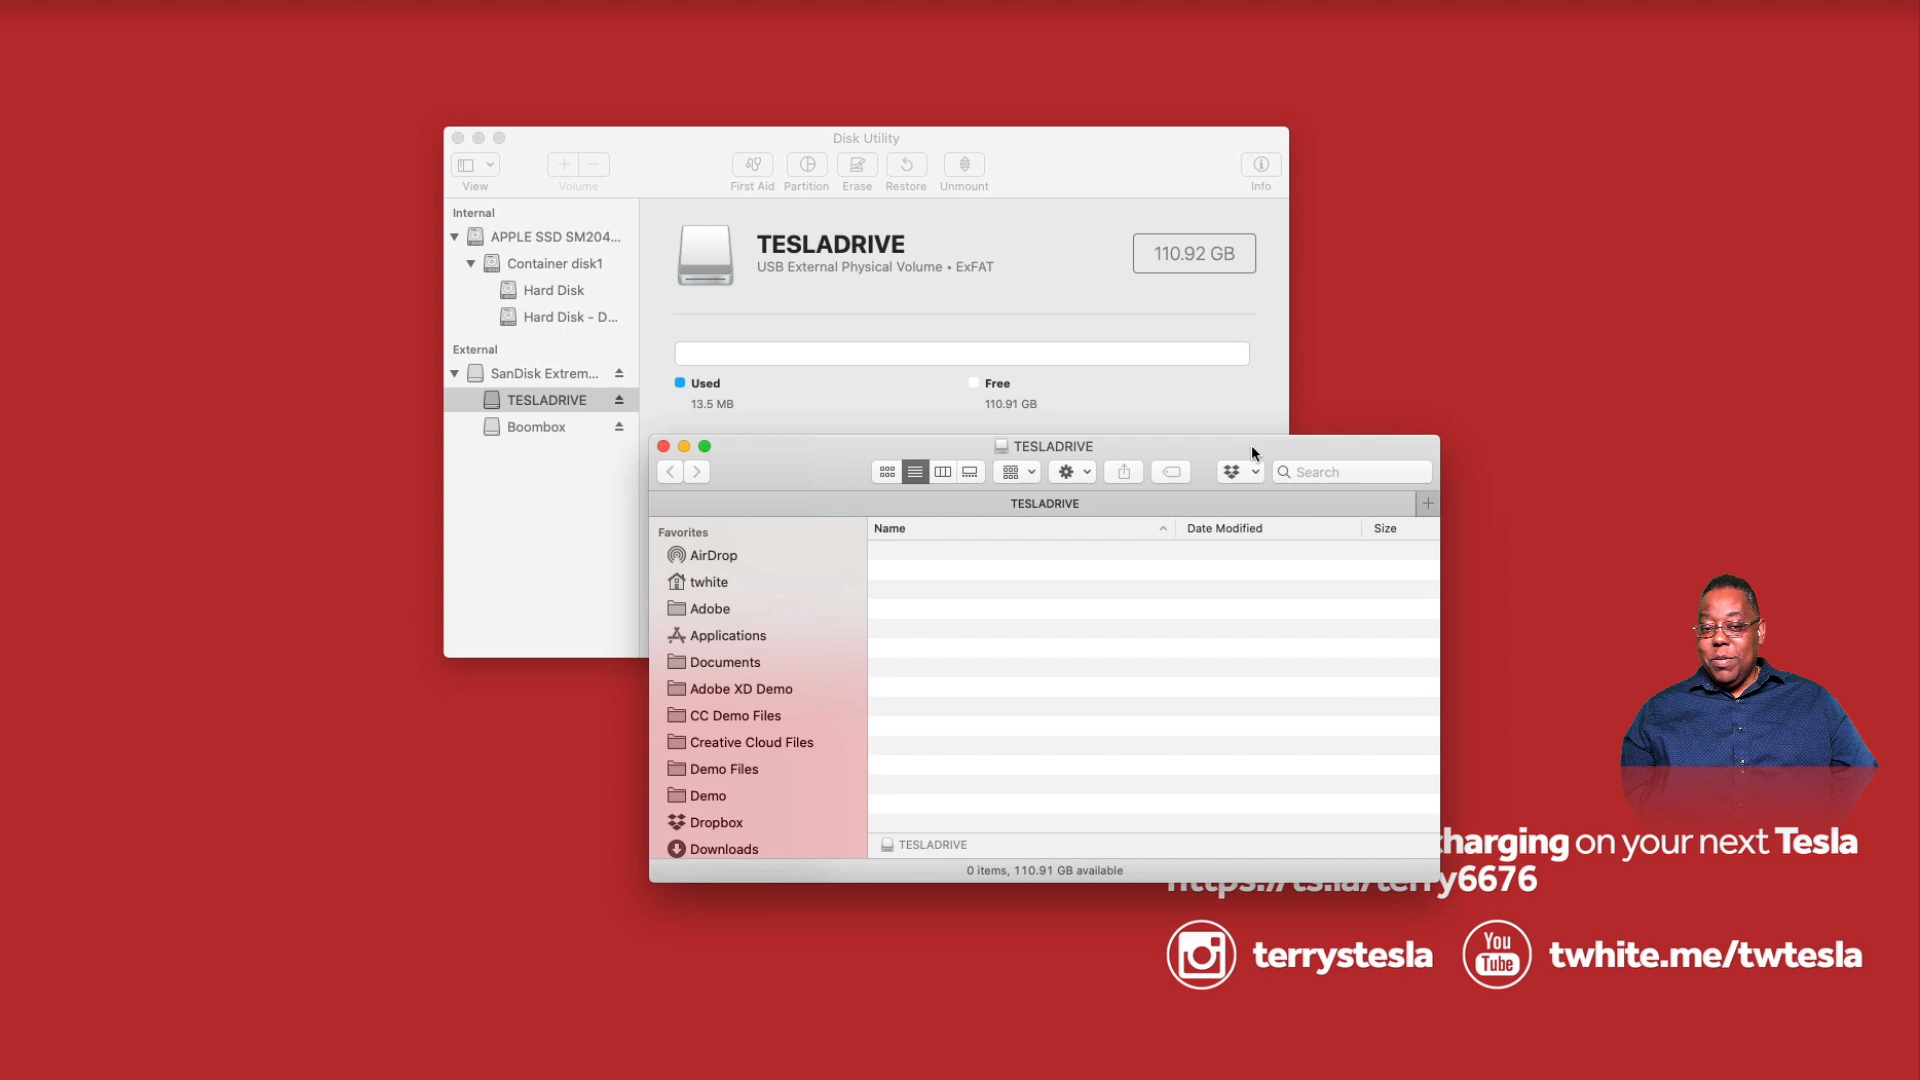 Disk Utility
View
Volume
First Aid
Partition
Erase
Restore
Unmount
Info
Internal
APPLE SSD SM204...
Container disk1
Hard Disk
Hard Disk - D...
External
SanDisk Extrem...
TESLADRIVE
Boombox
TESLADRIVE
USB External Physical Volume • ExFAT
110.92 GB
Used
13.5 MB
Free
110.91 GB
TESLADRIVE
Search
TESLADRIVE
Name
Date Modified
Size
Favorites
AirDrop
twhite
Adobe
Applications
Documents
Adobe XD Demo
CC Demo Files
Creative Cloud Files
Demo Files
Demo
Dropbox
Downloads
TESLADRIVE
0 items, 110.91 GB available
harging on your next Tesla
https://ts.la/terry6676
terrystesla
You
Tube
twhite.me/twtesla